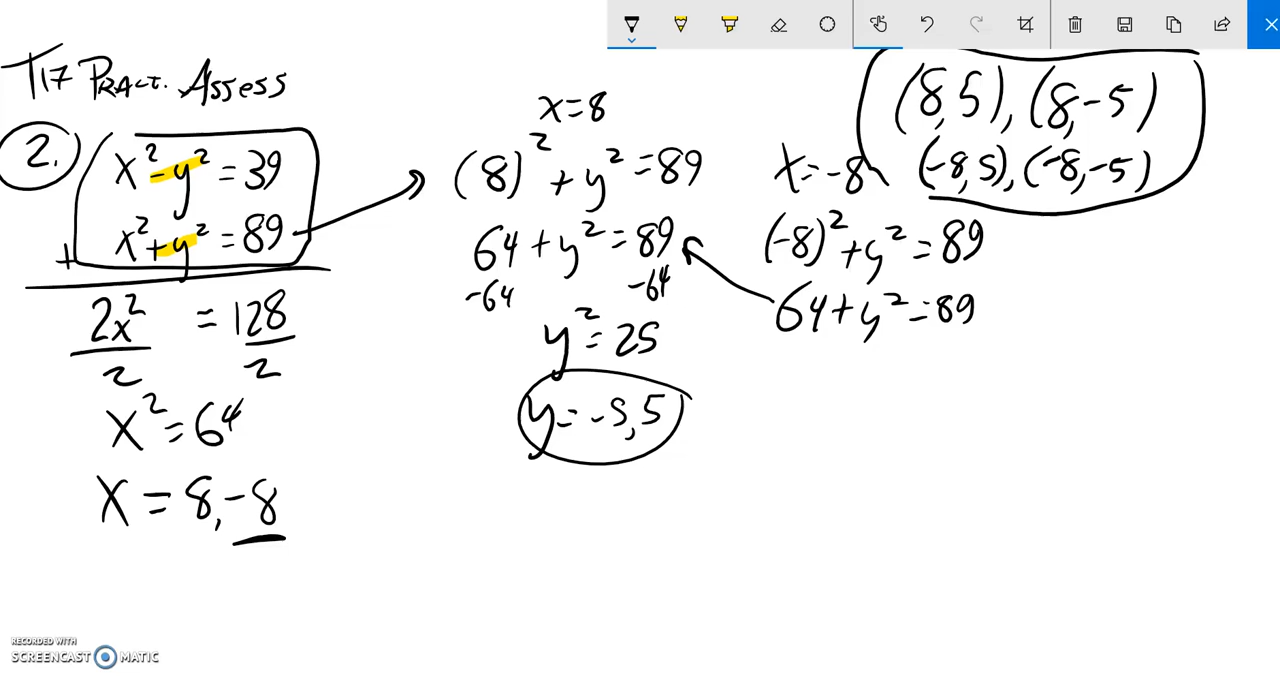 T17 PRACT. ASSESS
2.
x² - y² = 39
+ x² + y² = 89
2x² = 128
2 2
x² = 64
x = 8, -8
x = 8
(8)² + y² = 89
64 + y² = 89
-64 -64
y² = 25
y = -5, 5
x = -8
(-8)² + y² = 89
64 + y² = 89
(8,5), (8,-5)
(-8,5), (-8,-5)
RECORDED WITH
SCREENCAST MATIC